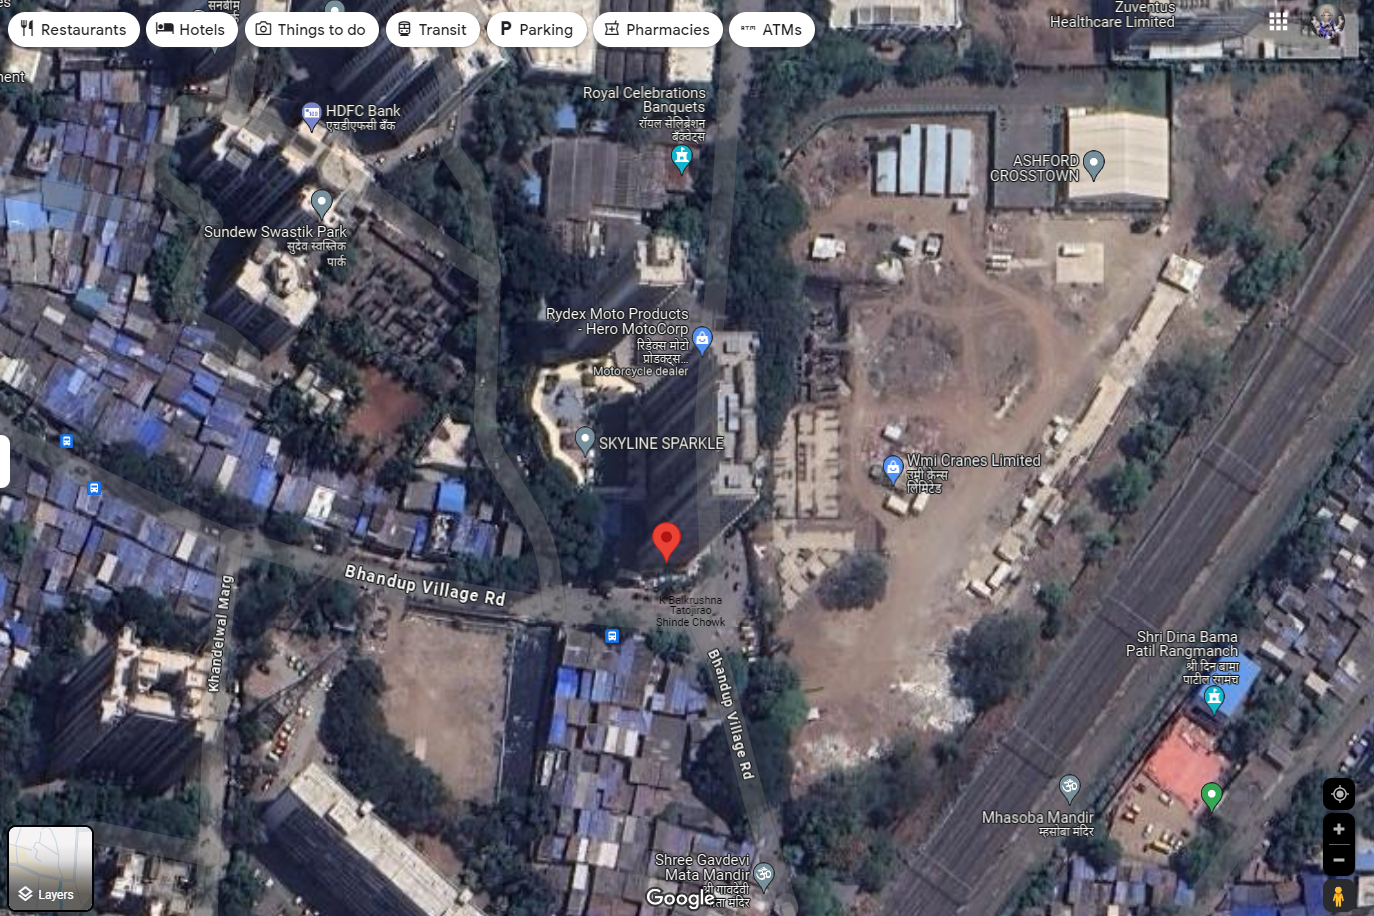 सनबीम
Restaurants
Hotels
Things to do
Transit
P Parking
Pharmacies
ATM ATMs
Zuventus
Healthcare Limited
HDFC Bank
एचडीएफसी बैंक
Royal Celebrations
Banquets
रॉयल सेलिब्रेशन
बँक्वेट्स
ASHFORD
CROSSTOWN
Sundew Swastik Park
सुदेव स्वस्तिक
पार्क
Rydex Moto Products
- Hero MotoCorp
रिडेक्स मोटो
प्रोडक्ट्स...
Motorcycle dealer
SKYLINE SPARKLE
Wmi Cranes Limited
लिमिटेड
Bhandup Village Rd
K Balkrushna
Tatojirao
Shinde Chowk
Khandelwal Marg
Bhandup Village Rd
Shri Dina Bama
Patil Rangmanch
श्री दिन बामा
पाटील रंगमंच
Mhasoba Mandir
म्हसोबा मंदिर
Shree Gavdevi
Mata Mandir
श्री गावदेवी
मंदिर
Google
Layers